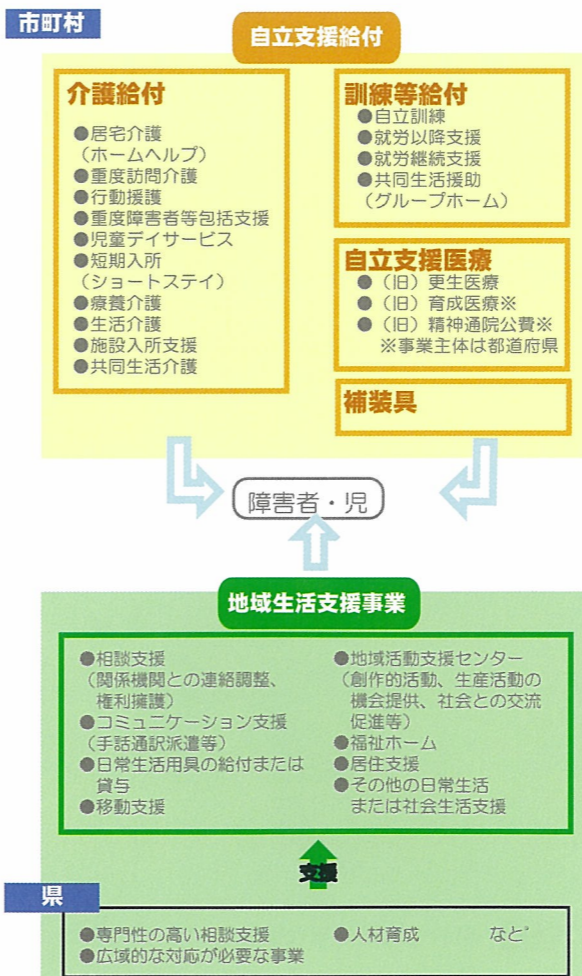 市町村
自立支援給付
介護給付
●居宅介護
（ホームヘルプ）
●重度訪問介護
●行動援護
●重度障害者等包括支援
●児童デイサービス
●短期入所
（ショートステイ）
●療養介護
●生活介護
●施設入所支援
●共同生活介護
訓練等給付
●自立訓練
●就労以降支援
●就労継続支援
●共同生活援助
（グループホーム）
自立支援医療
●（旧）更生医療
●（旧）育成医療※
●（旧）精神通院公費※
※事業主体は都道府県
補装具
障害者・児
地域生活支援事業
●相談支援
（関係機関との連絡調整、
権利擁護）
●コミュニケーション支援
（手話通訳派遣等）
●日常生活用具の給付または
貸与
●移動支援
●地域活動支援センター
（創作的活動、生産活動の
機会提供、社会との交流
促進等）
●福祉ホーム
●居住支援
●その他の日常生活
または社会生活支援
支援
県
●専門性の高い相談支援
●広域的な対応が必要な事業
●人材育成　　　など゜